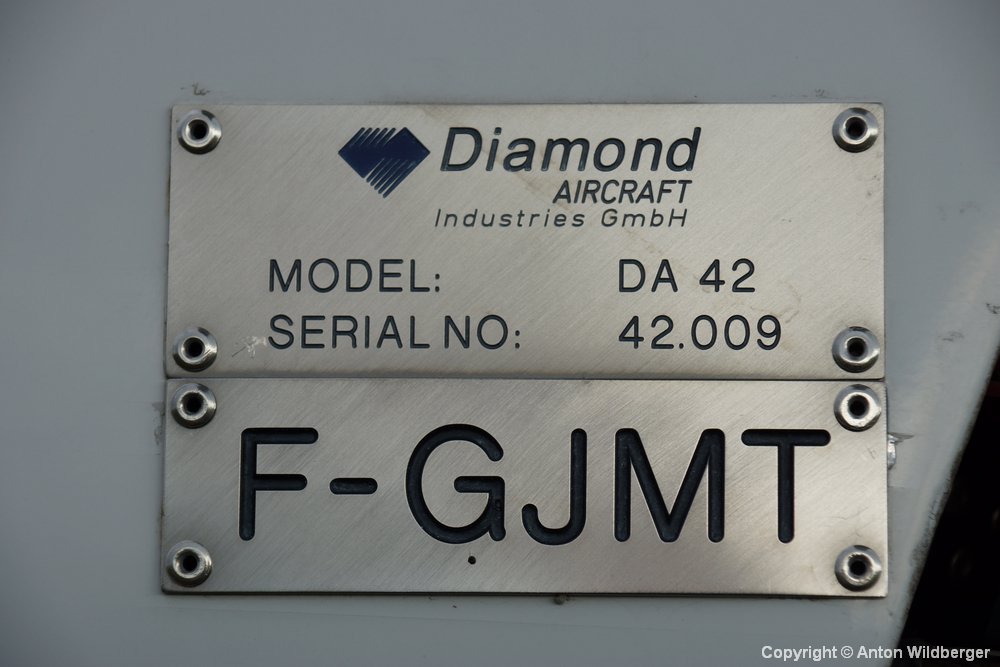 Diamond
AIRCRAFT
Industries GmbH
MODEL: DA 42
SERIAL NO: 42.009
F-GJMT
Copyright © Anton Wildberger